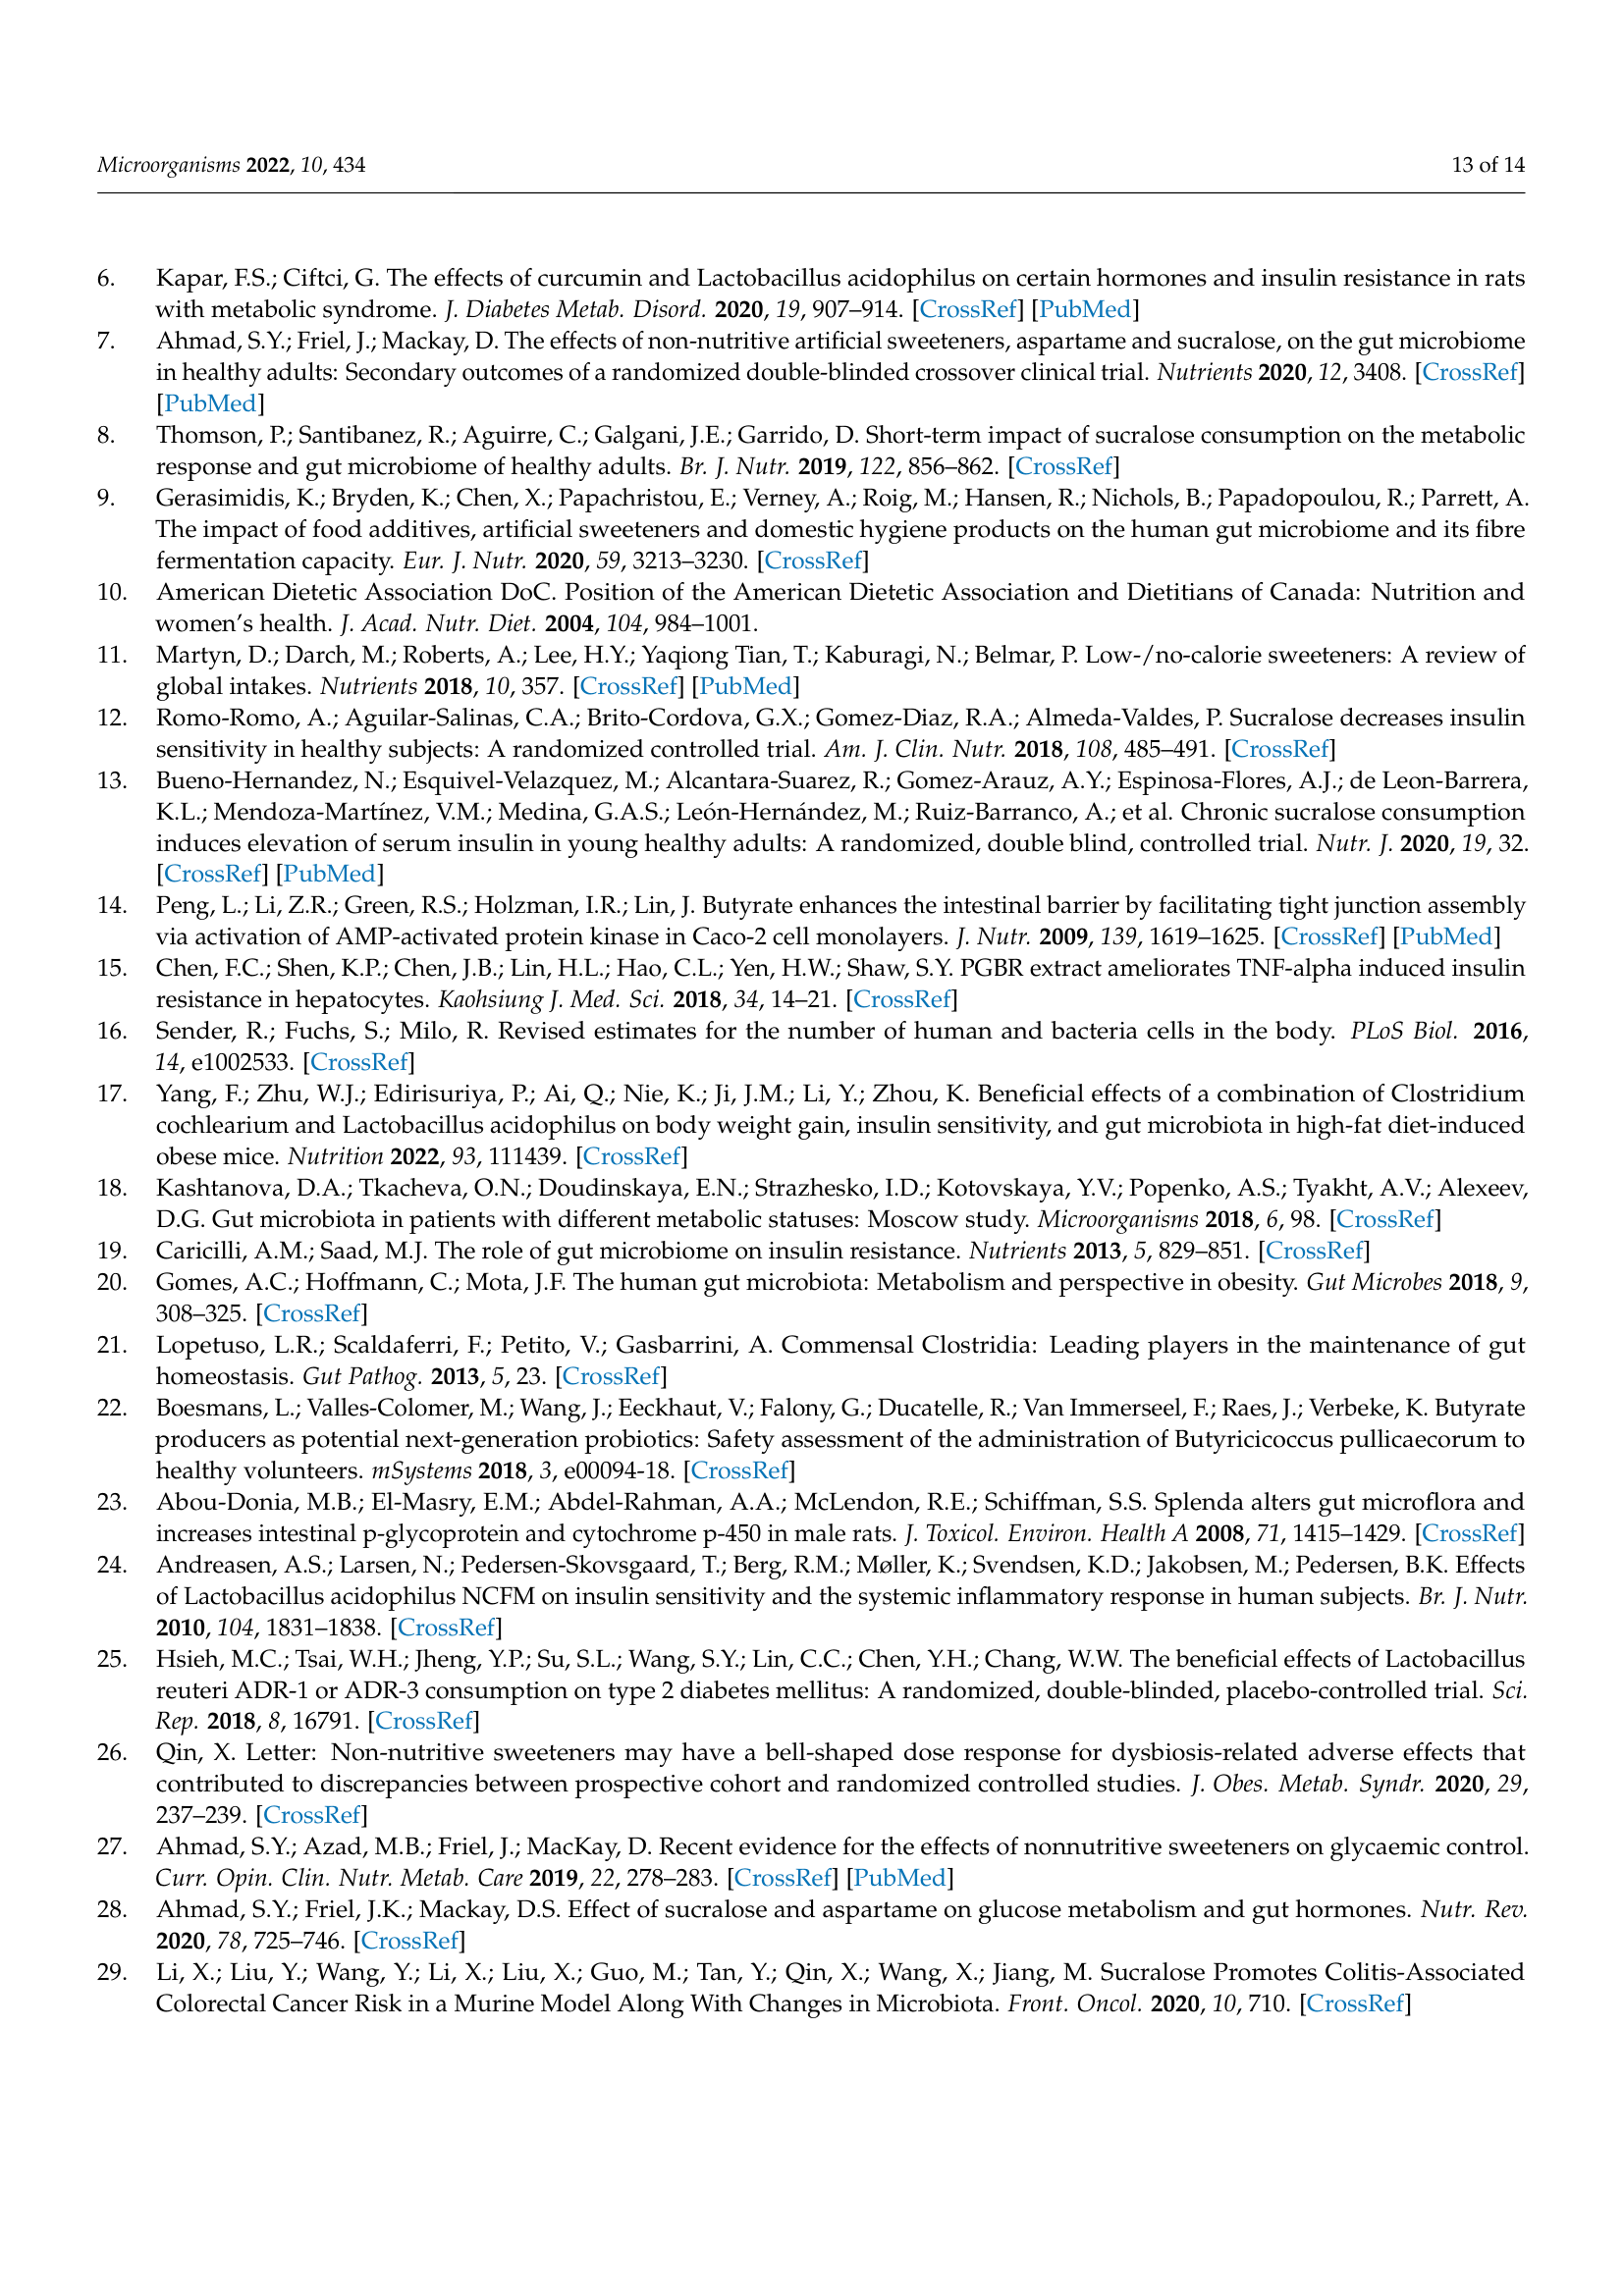 Microorganisms 2022, 10, 434
13 of 14
6. Kapar, F.S.; Ciftci, G. The effects of curcumin and Lactobacillus acidophilus on certain hormones and insulin resistance in rats
with metabolic syndrome. J. Diabetes Metab. Disord. 2020, 19, 907–914. [CrossRef] [PubMed]
7. Ahmad, S.Y.; Friel, J.; Mackay, D. The effects of non-nutritive artificial sweeteners, aspartame and sucralose, on the gut microbiome
in healthy adults: Secondary outcomes of a randomized double-blinded crossover clinical trial. Nutrients 2020, 12, 3408. [CrossRef]
[PubMed]
8. Thomson, P.; Santibanez, R.; Aguirre, C.; Galgani, J.E.; Garrido, D. Short-term impact of sucralose consumption on the metabolic
response and gut microbiome of healthy adults. Br. J. Nutr. 2019, 122, 856–862. [CrossRef]
9. Gerasimidis, K.; Bryden, K.; Chen, X.; Papachristou, E.; Verney, A.; Roig, M.; Hansen, R.; Nichols, B.; Papadopoulou, R.; Parrett, A.
The impact of food additives, artificial sweeteners and domestic hygiene products on the human gut microbiome and its fibre
fermentation capacity. Eur. J. Nutr. 2020, 59, 3213–3230. [CrossRef]
10. American Dietetic Association DoC. Position of the American Dietetic Association and Dietitians of Canada: Nutrition and
women's health. J. Acad. Nutr. Diet. 2004, 104, 984–1001.
11. Martyn, D.; Darch, M.; Roberts, A.; Lee, H.Y.; Yaqiong Tian, T.; Kaburagi, N.; Belmar, P. Low-/no-calorie sweeteners: A review of
global intakes. Nutrients 2018, 10, 357. [CrossRef] [PubMed]
12. Romo-Romo, A.; Aguilar-Salinas, C.A.; Brito-Cordova, G.X.; Gomez-Diaz, R.A.; Almeda-Valdes, P. Sucralose decreases insulin
sensitivity in healthy subjects: A randomized controlled trial. Am. J. Clin. Nutr. 2018, 108, 485–491. [CrossRef]
13. Bueno-Hernandez, N.; Esquivel-Velazquez, M.; Alcantara-Suarez, R.; Gomez-Arauz, A.Y.; Espinosa-Flores, A.J.; de Leon-Barrera,
K.L.; Mendoza-Martínez, V.M.; Medina, G.A.S.; León-Hernández, M.; Ruiz-Barranco, A.; et al. Chronic sucralose consumption
induces elevation of serum insulin in young healthy adults: A randomized, double blind, controlled trial. Nutr. J. 2020, 19, 32.
[CrossRef] [PubMed]
14. Peng, L.; Li, Z.R.; Green, R.S.; Holzman, I.R.; Lin, J. Butyrate enhances the intestinal barrier by facilitating tight junction assembly
via activation of AMP-activated protein kinase in Caco-2 cell monolayers. J. Nutr. 2009, 139, 1619–1625. [CrossRef] [PubMed]
15. Chen, F.C.; Shen, K.P.; Chen, J.B.; Lin, H.L.; Hao, C.L.; Yen, H.W.; Shaw, S.Y. PGBR extract ameliorates TNF-alpha induced insulin
resistance in hepatocytes. Kaohsiung J. Med. Sci. 2018, 34, 14–21. [CrossRef]
16. Sender, R.; Fuchs, S.; Milo, R. Revised estimates for the number of human and bacteria cells in the body. PLoS Biol. 2016,
14, e1002533. [CrossRef]
17. Yang, F.; Zhu, W.J.; Edirisuriya, P.; Ai, Q.; Nie, K.; Ji, J.M.; Li, Y.; Zhou, K. Beneficial effects of a combination of Clostridium
cochlearium and Lactobacillus acidophilus on body weight gain, insulin sensitivity, and gut microbiota in high-fat diet-induced
obese mice. Nutrition 2022, 93, 111439. [CrossRef]
18. Kashtanova, D.A.; Tkacheva, O.N.; Doudinskaya, E.N.; Strazhesko, I.D.; Kotovskaya, Y.V.; Popenko, A.S.; Tyakht, A.V.; Alexeev,
D.G. Gut microbiota in patients with different metabolic statuses: Moscow study. Microorganisms 2018, 6, 98. [CrossRef]
19. Caricilli, A.M.; Saad, M.J. The role of gut microbiome on insulin resistance. Nutrients 2013, 5, 829–851. [CrossRef]
20. Gomes, A.C.; Hoffmann, C.; Mota, J.F. The human gut microbiota: Metabolism and perspective in obesity. Gut Microbes 2018, 9,
308–325. [CrossRef]
21. Lopetuso, L.R.; Scaldaferri, F.; Petito, V.; Gasbarrini, A. Commensal Clostridia: Leading players in the maintenance of gut
homeostasis. Gut Pathog. 2013, 5, 23. [CrossRef]
22. Boesmans, L.; Valles-Colomer, M.; Wang, J.; Eeckhaut, V.; Falony, G.; Ducatelle, R.; Van Immerseel, F.; Raes, J.; Verbeke, K. Butyrate
producers as potential next-generation probiotics: Safety assessment of the administration of Butyricicoccus pullicaecorum to
healthy volunteers. mSystems 2018, 3, e00094-18. [CrossRef]
23. Abou-Donia, M.B.; El-Masry, E.M.; Abdel-Rahman, A.A.; McLendon, R.E.; Schiffman, S.S. Splenda alters gut microflora and
increases intestinal p-glycoprotein and cytochrome p-450 in male rats. J. Toxicol. Environ. Health A 2008, 71, 1415–1429. [CrossRef]
24. Andreasen, A.S.; Larsen, N.; Pedersen-Skovsgaard, T.; Berg, R.M.; Møller, K.; Svendsen, K.D.; Jakobsen, M.; Pedersen, B.K. Effects
of Lactobacillus acidophilus NCFM on insulin sensitivity and the systemic inflammatory response in human subjects. Br. J. Nutr.
2010, 104, 1831–1838. [CrossRef]
25. Hsieh, M.C.; Tsai, W.H.; Jheng, Y.P.; Su, S.L.; Wang, S.Y.; Lin, C.C.; Chen, Y.H.; Chang, W.W. The beneficial effects of Lactobacillus
reuteri ADR-1 or ADR-3 consumption on type 2 diabetes mellitus: A randomized, double-blinded, placebo-controlled trial. Sci.
Rep. 2018, 8, 16791. [CrossRef]
26. Qin, X. Letter: Non-nutritive sweeteners may have a bell-shaped dose response for dysbiosis-related adverse effects that
contributed to discrepancies between prospective cohort and randomized controlled studies. J. Obes. Metab. Syndr. 2020, 29,
237–239. [CrossRef]
27. Ahmad, S.Y.; Azad, M.B.; Friel, J.; MacKay, D. Recent evidence for the effects of nonnutritive sweeteners on glycaemic control.
Curr. Opin. Clin. Nutr. Metab. Care 2019, 22, 278–283. [CrossRef] [PubMed]
28. Ahmad, S.Y.; Friel, J.K.; Mackay, D.S. Effect of sucralose and aspartame on glucose metabolism and gut hormones. Nutr. Rev.
2020, 78, 725–746. [CrossRef]
29. Li, X.; Liu, Y.; Wang, Y.; Li, X.; Liu, X.; Guo, M.; Tan, Y.; Qin, X.; Wang, X.; Jiang, M. Sucralose Promotes Colitis-Associated
Colorectal Cancer Risk in a Murine Model Along With Changes in Microbiota. Front. Oncol. 2020, 10, 710. [CrossRef]